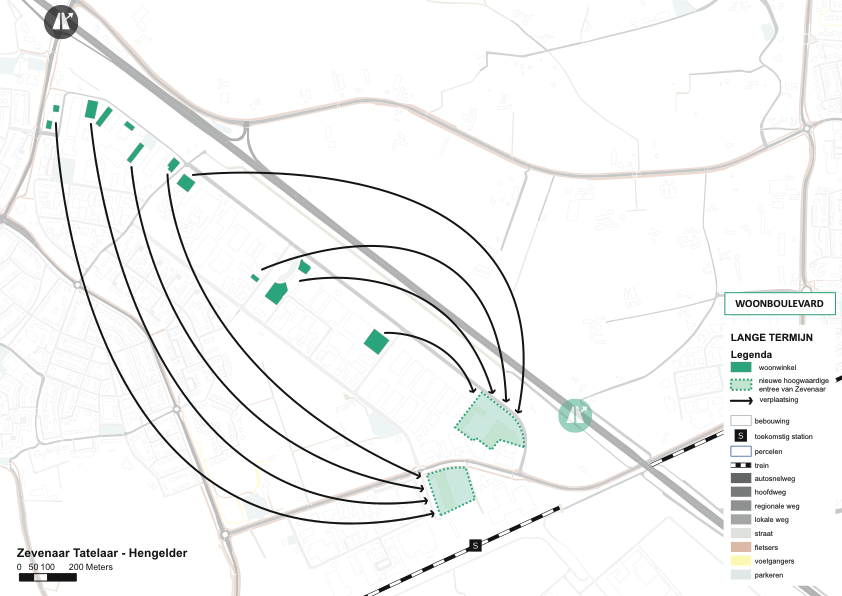 WOONBOULEVARD
LANGE TERMIJN
Legenda
woonwinkel
nieuwe hoogwaardige
entree van Zevenaar
verplaatsing
bebouwing
S toekomstig station
percelen
trein
autosnelweg
hoofdweg
regionale weg
lokale weg
straat
fietsers
voetgangers
parkeren
S
Zevenaar Tatelaar - Hengelder
0 50 100 200 Meters